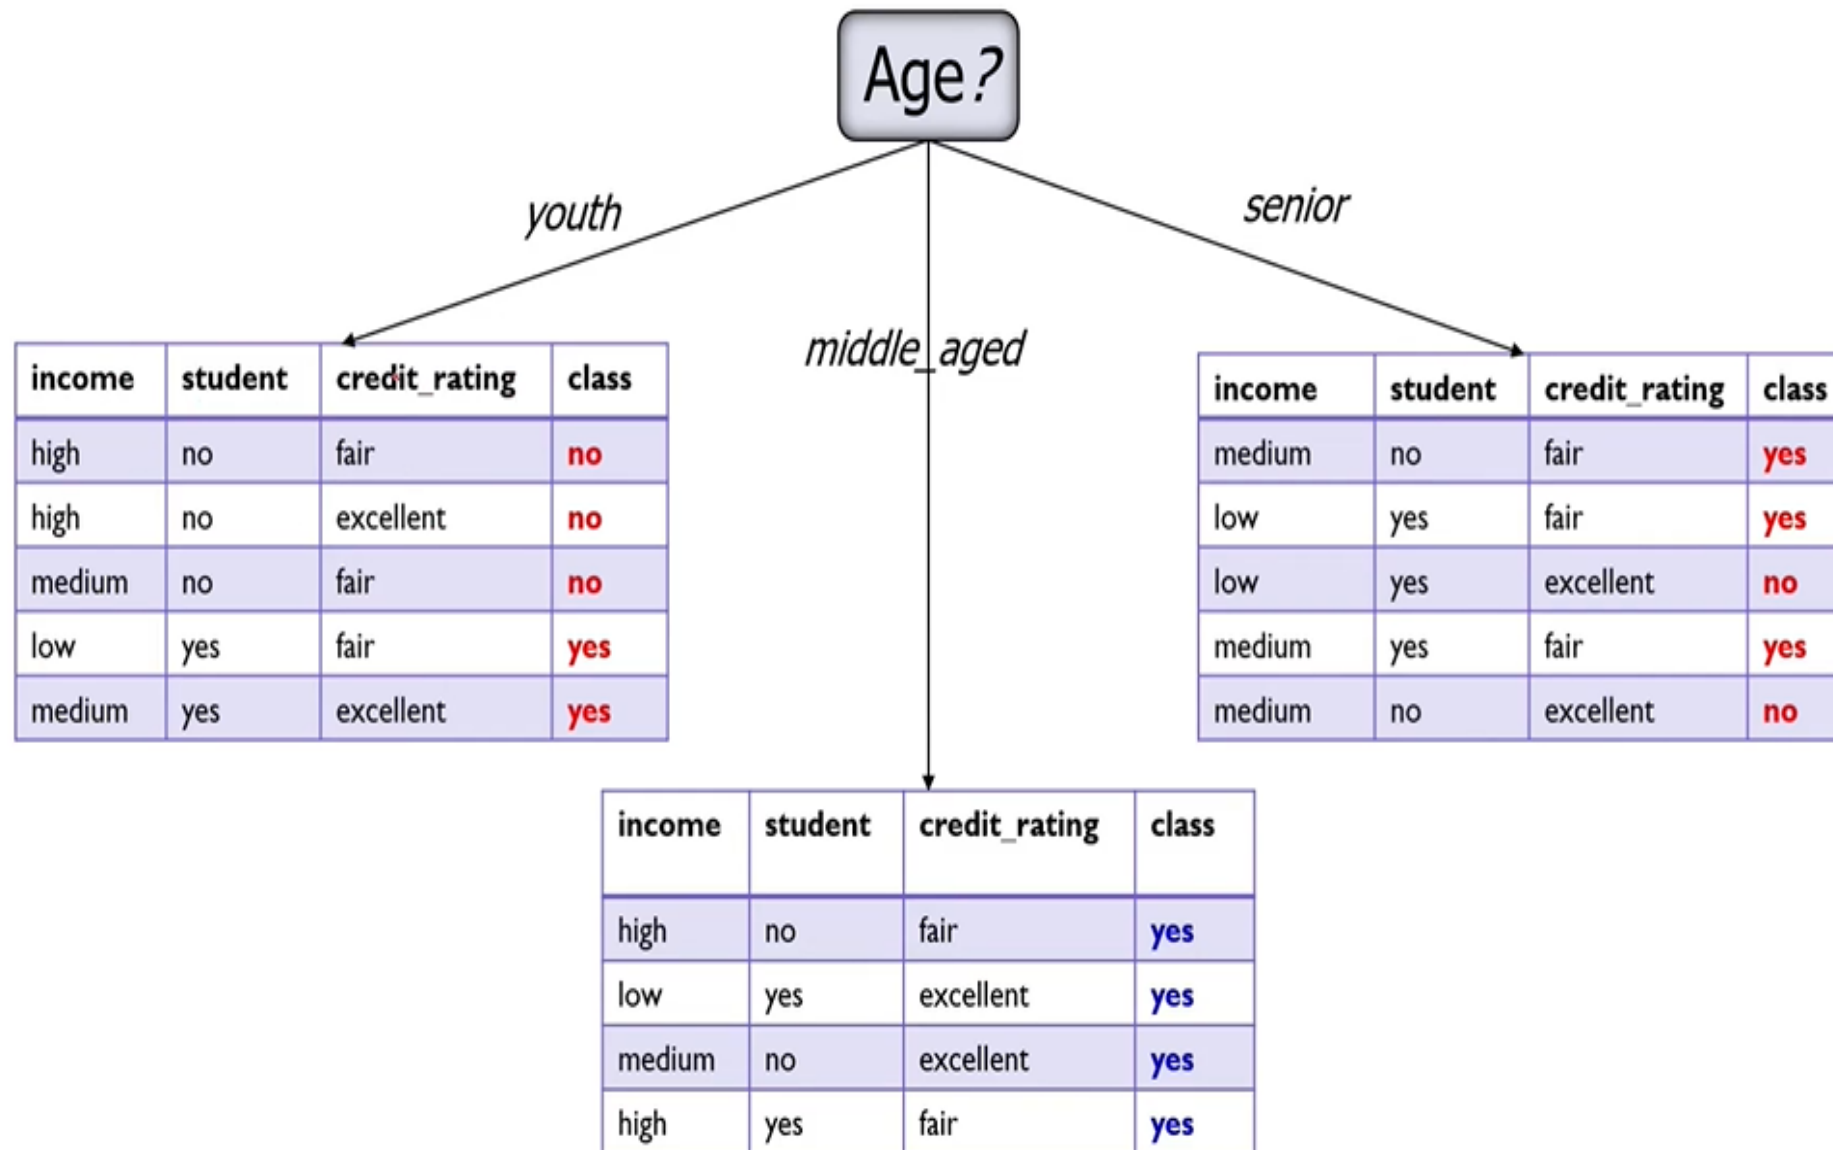 Age?
youth
senior
middle_aged
income student credit_rating class
high no fair no
high no excellent no
medium no fair no
low yes fair yes
medium yes excellent yes
income student credit_rating class
medium no fair yes
low yes fair yes
low yes excellent no
medium yes fair yes
medium no excellent no
income student credit_rating class
high no fair yes
low yes excellent yes
medium no excellent yes
high yes fair yes